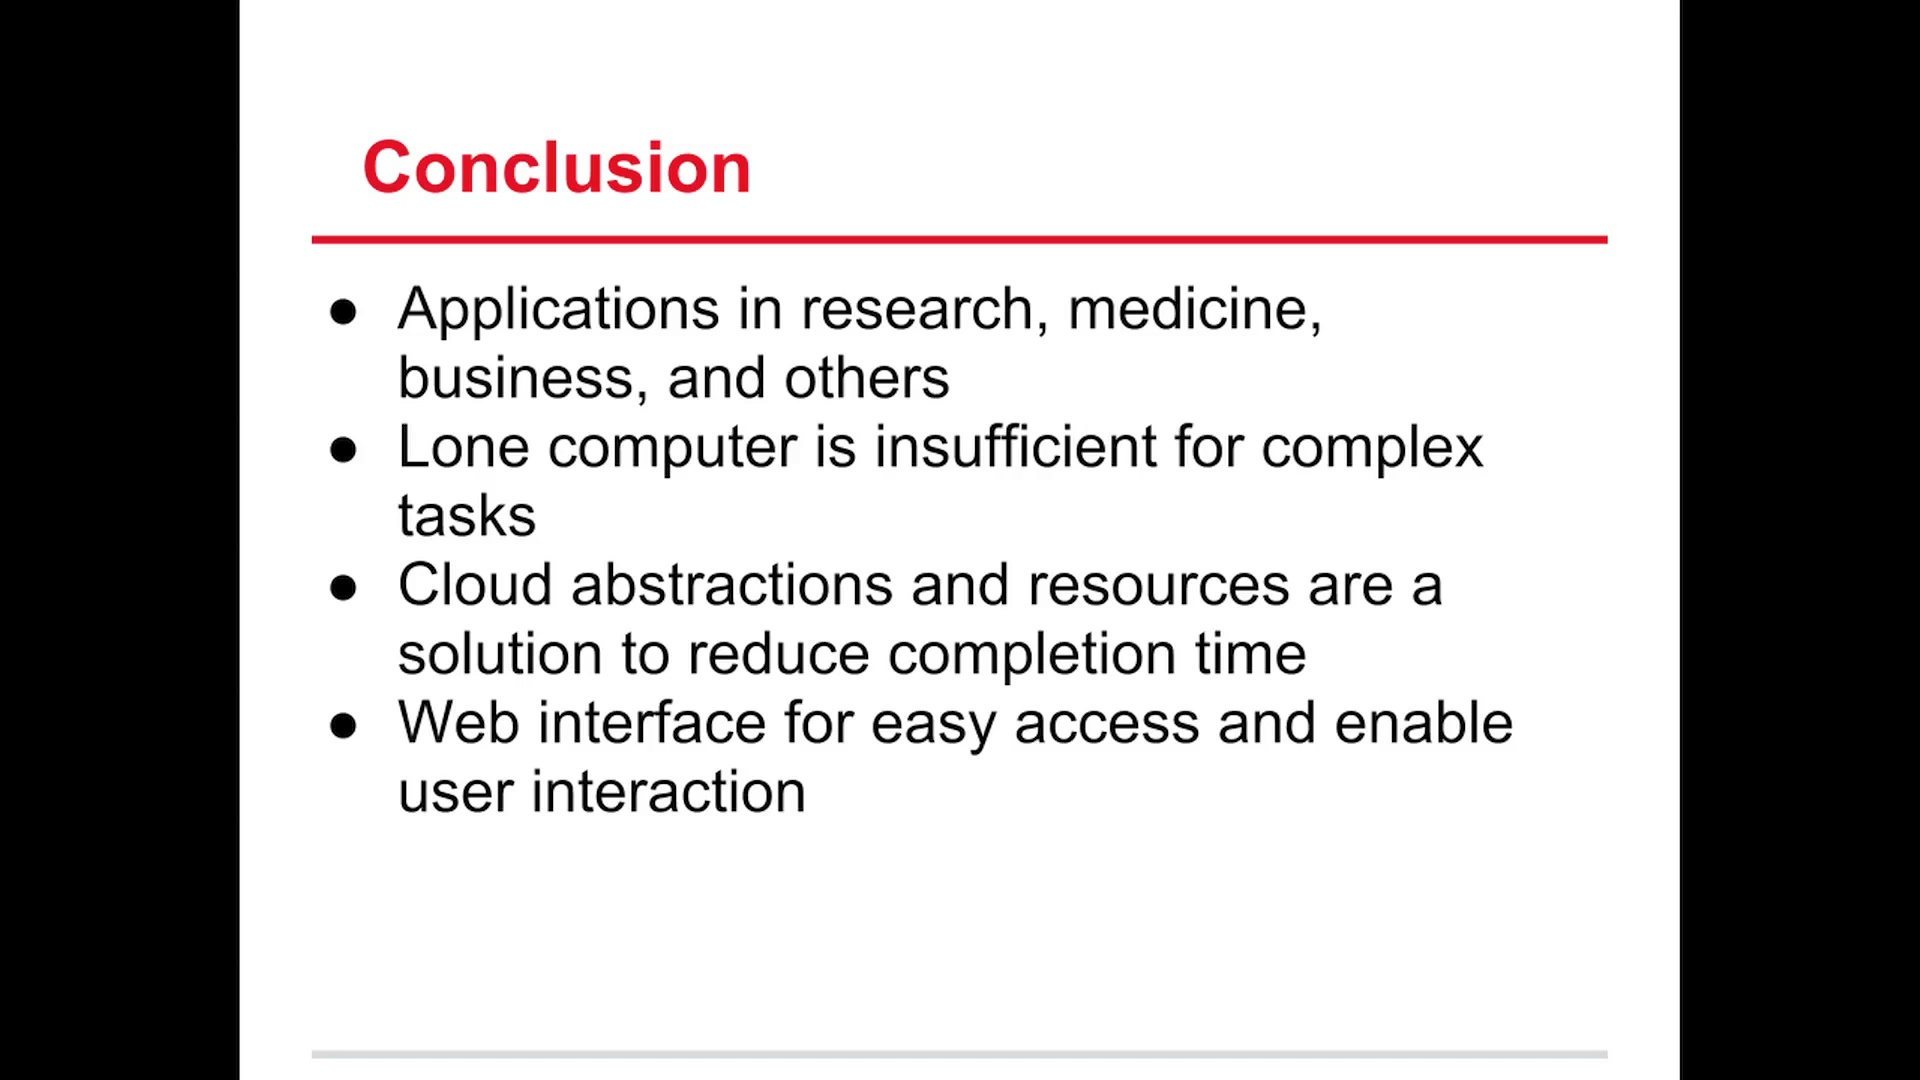 Conclusion
● Applications in research, medicine,
business, and others
● Lone computer is insufficient for complex
tasks
● Cloud abstractions and resources are a
solution to reduce completion time
● Web interface for easy access and enable
user interaction